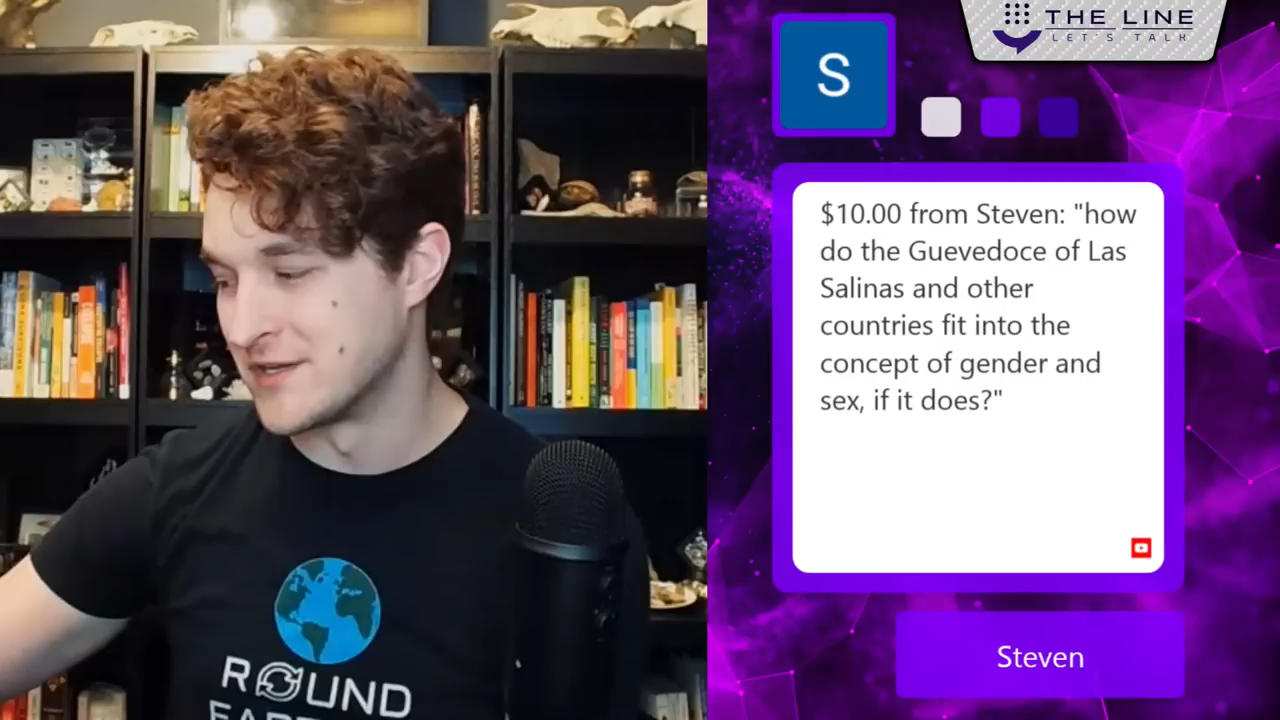 THE LINE
LET'S TALK
S
$10.00 from Steven: "how
do the Guevedoce of Las
Salinas and other
countries fit into the
concept of gender and
sex, if it does?"
Steven
ROUND